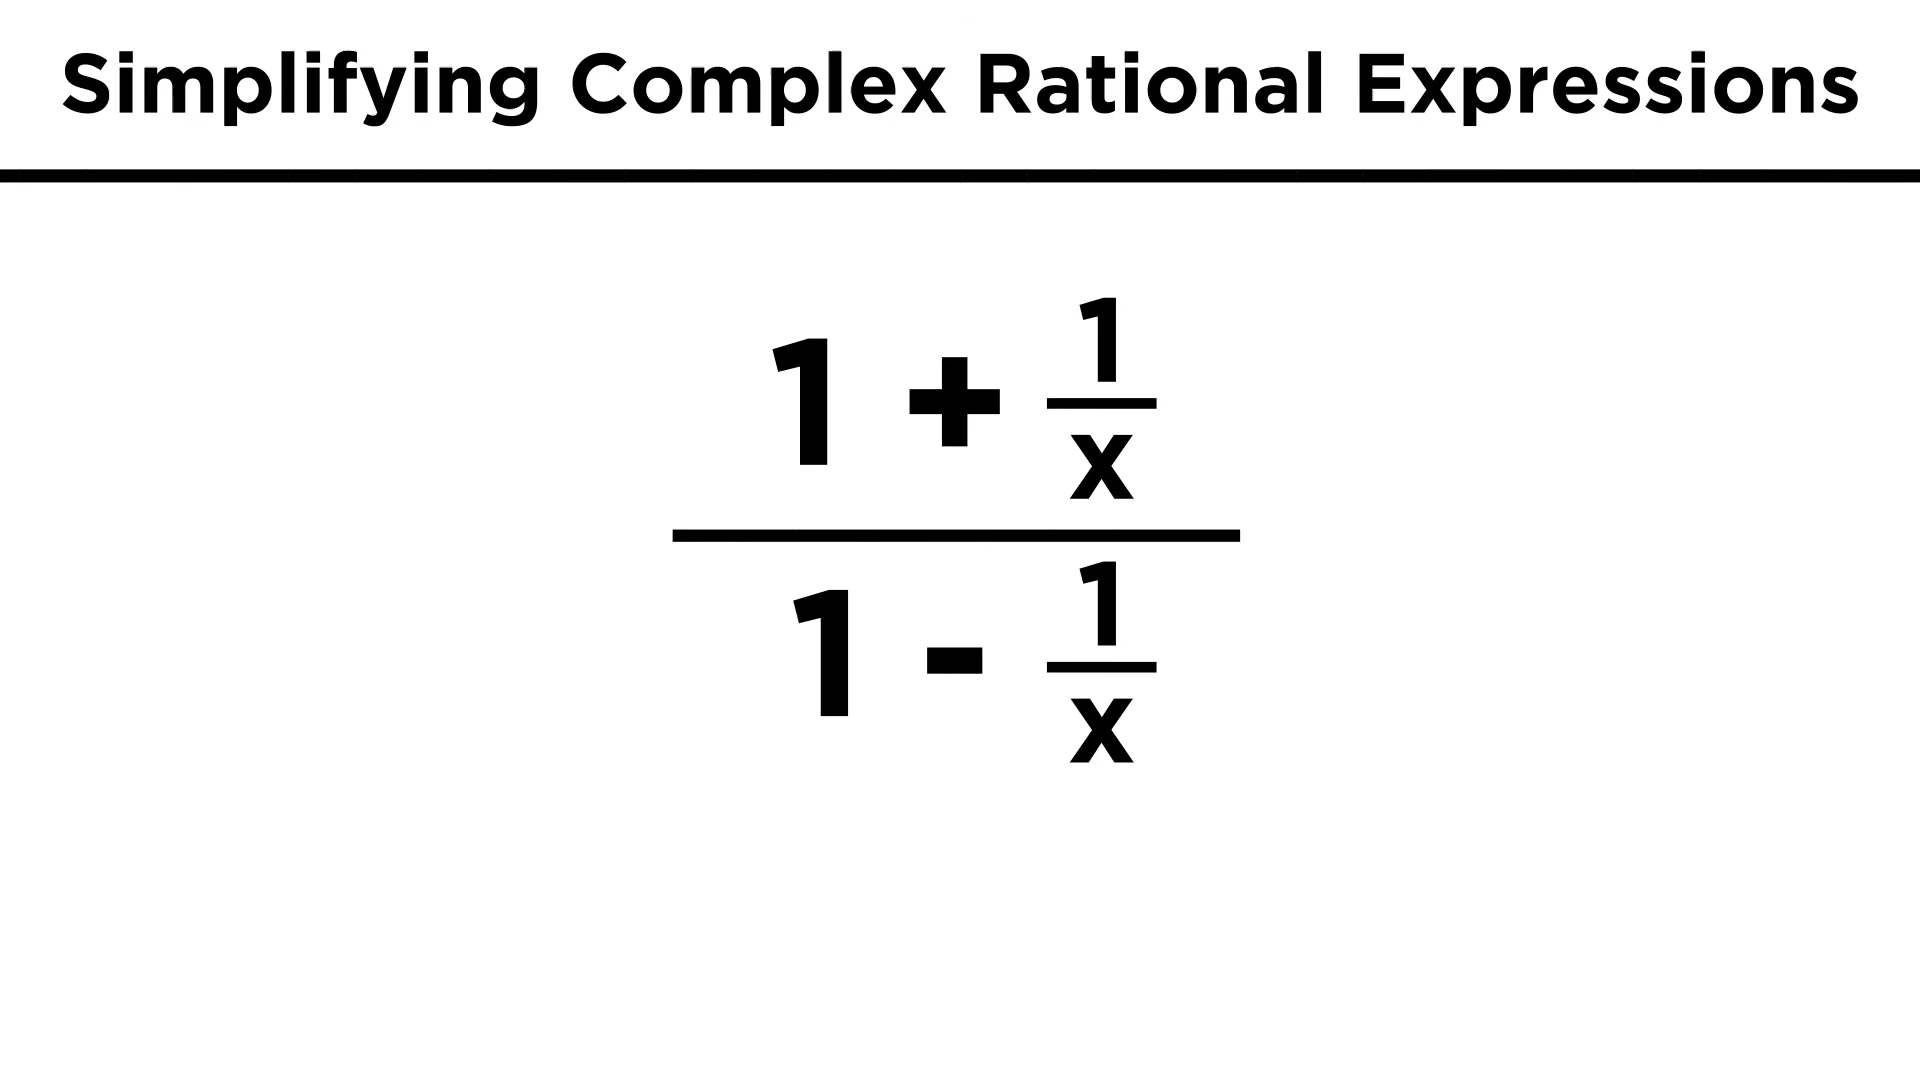 Simplifying Complex Rational Expressions
1 + 1/x
1 - 1/x